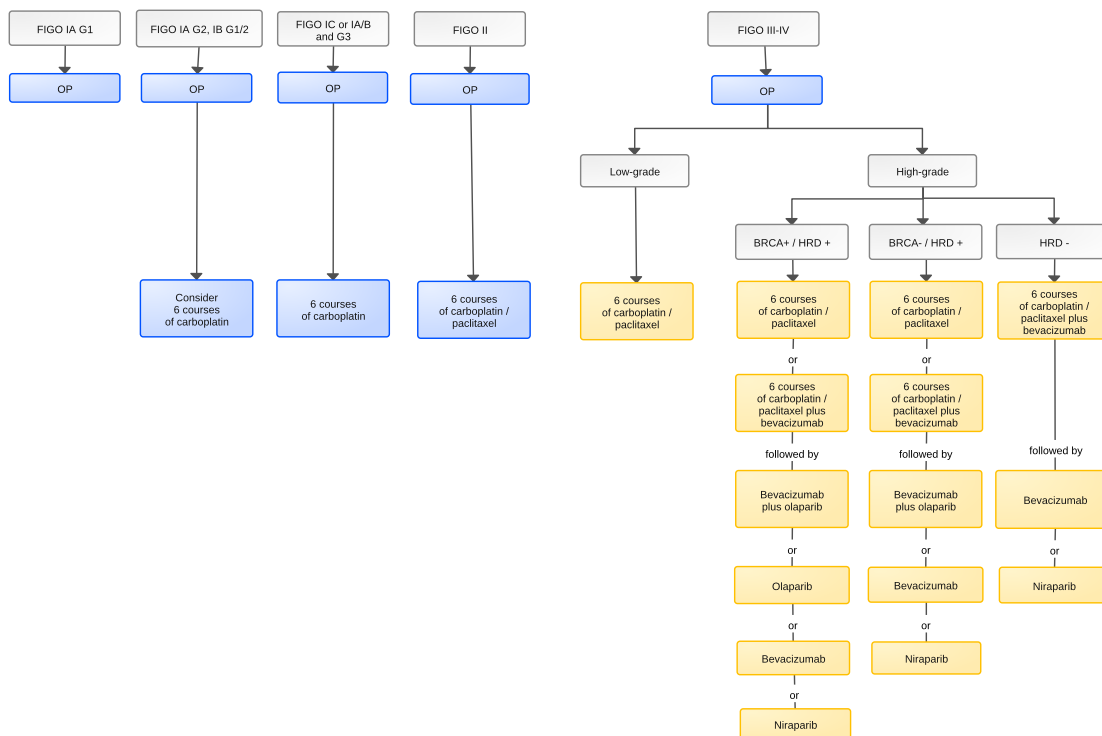 FIGO IA G1
FIGO IA G2, IB G1/2
FIGO IC or IA/B
and G3
FIGO II
FIGO III-IV
OP
OP
OP
OP
OP
Low-grade
High-grade
BRCA+ / HRD +
BRCA- / HRD +
HRD -
Consider
6 courses
of carboplatin
6 courses
of carboplatin
6 courses
of carboplatin /
paclitaxel
6 courses
of carboplatin /
paclitaxel
6 courses
of carboplatin /
paclitaxel
6 courses
of carboplatin /
paclitaxel
6 courses
of carboplatin /
paclitaxel plus
bevacizumab
or
or
6 courses
of carboplatin /
paclitaxel plus
bevacizumab
6 courses
of carboplatin /
paclitaxel plus
bevacizumab
followed by
followed by
followed by
Bevacizumab
plus olaparib
Bevacizumab
plus olaparib
Bevacizumab
or
or
or
Olaparib
Bevacizumab
Niraparib
or
or
Bevacizumab
Niraparib
or
Niraparib